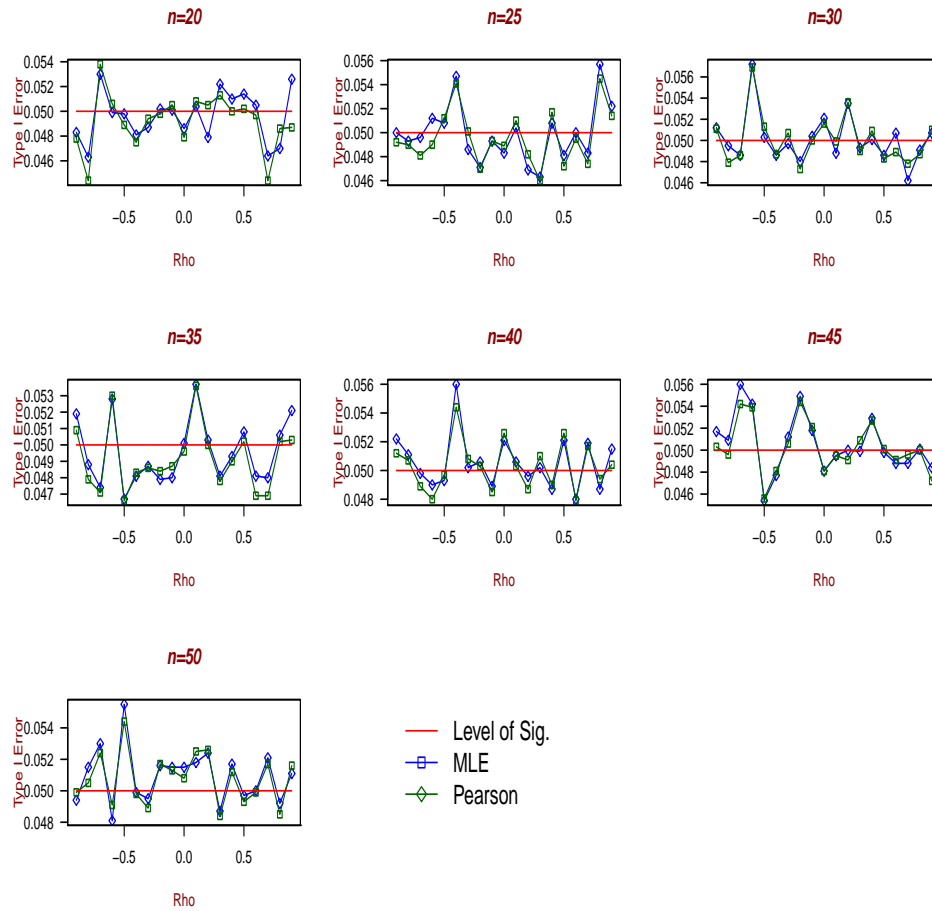 n=20
Type I Error
0.054
0.052
0.050
0.048
0.046
−0.5
0.0
0.5
Rho
n=25
Type I Error
0.056
0.054
0.052
0.050
0.048
0.046
−0.5
0.0
0.5
Rho
n=30
Type I Error
0.056
0.054
0.052
0.050
0.048
0.046
−0.5
0.0
0.5
Rho
n=35
Type I Error
0.053
0.052
0.051
0.050
0.049
0.048
0.047
−0.5
0.0
0.5
Rho
n=40
Type I Error
0.056
0.054
0.052
0.050
0.048
−0.5
0.0
0.5
Rho
n=45
Type I Error
0.056
0.054
0.052
0.050
0.048
0.046
−0.5
0.0
0.5
Rho
n=50
Type I Error
0.054
0.052
0.050
0.048
−0.5
0.0
0.5
Rho
Level of Sig.
MLE
Pearson